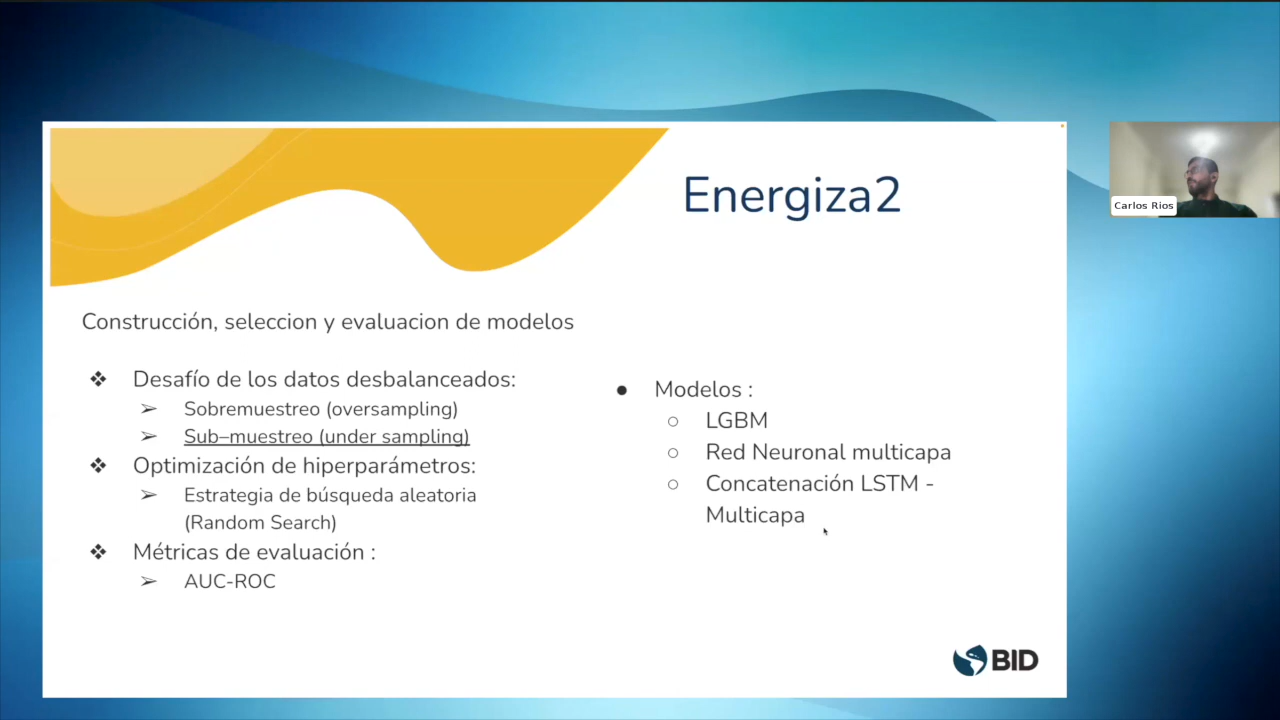 Energiza2
Carlos Rios
Construcción, seleccion y evaluacion de modelos
❖ Desafío de los datos desbalanceados:
➢ Sobremuestreo (oversampling)
➢ Sub–muestreo (under sampling)
❖ Optimización de hiperparámetros:
➢ Estrategia de búsqueda aleatoria
(Random Search)
❖ Métricas de evaluación :
➢ AUC-ROC
● Modelos :
○ LGBM
○ Red Neuronal multicapa
○ Concatenación LSTM -
Multicapa
BID